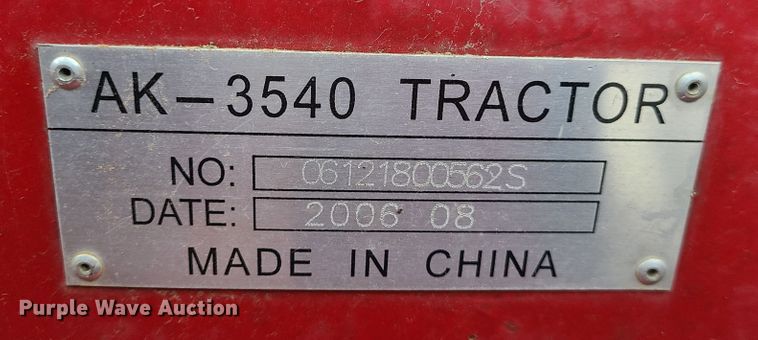 AK-3540 TRACTOR
NO: 06121800562S
DATE: 2006 08
MADE IN CHINA
Purple Wave Auction